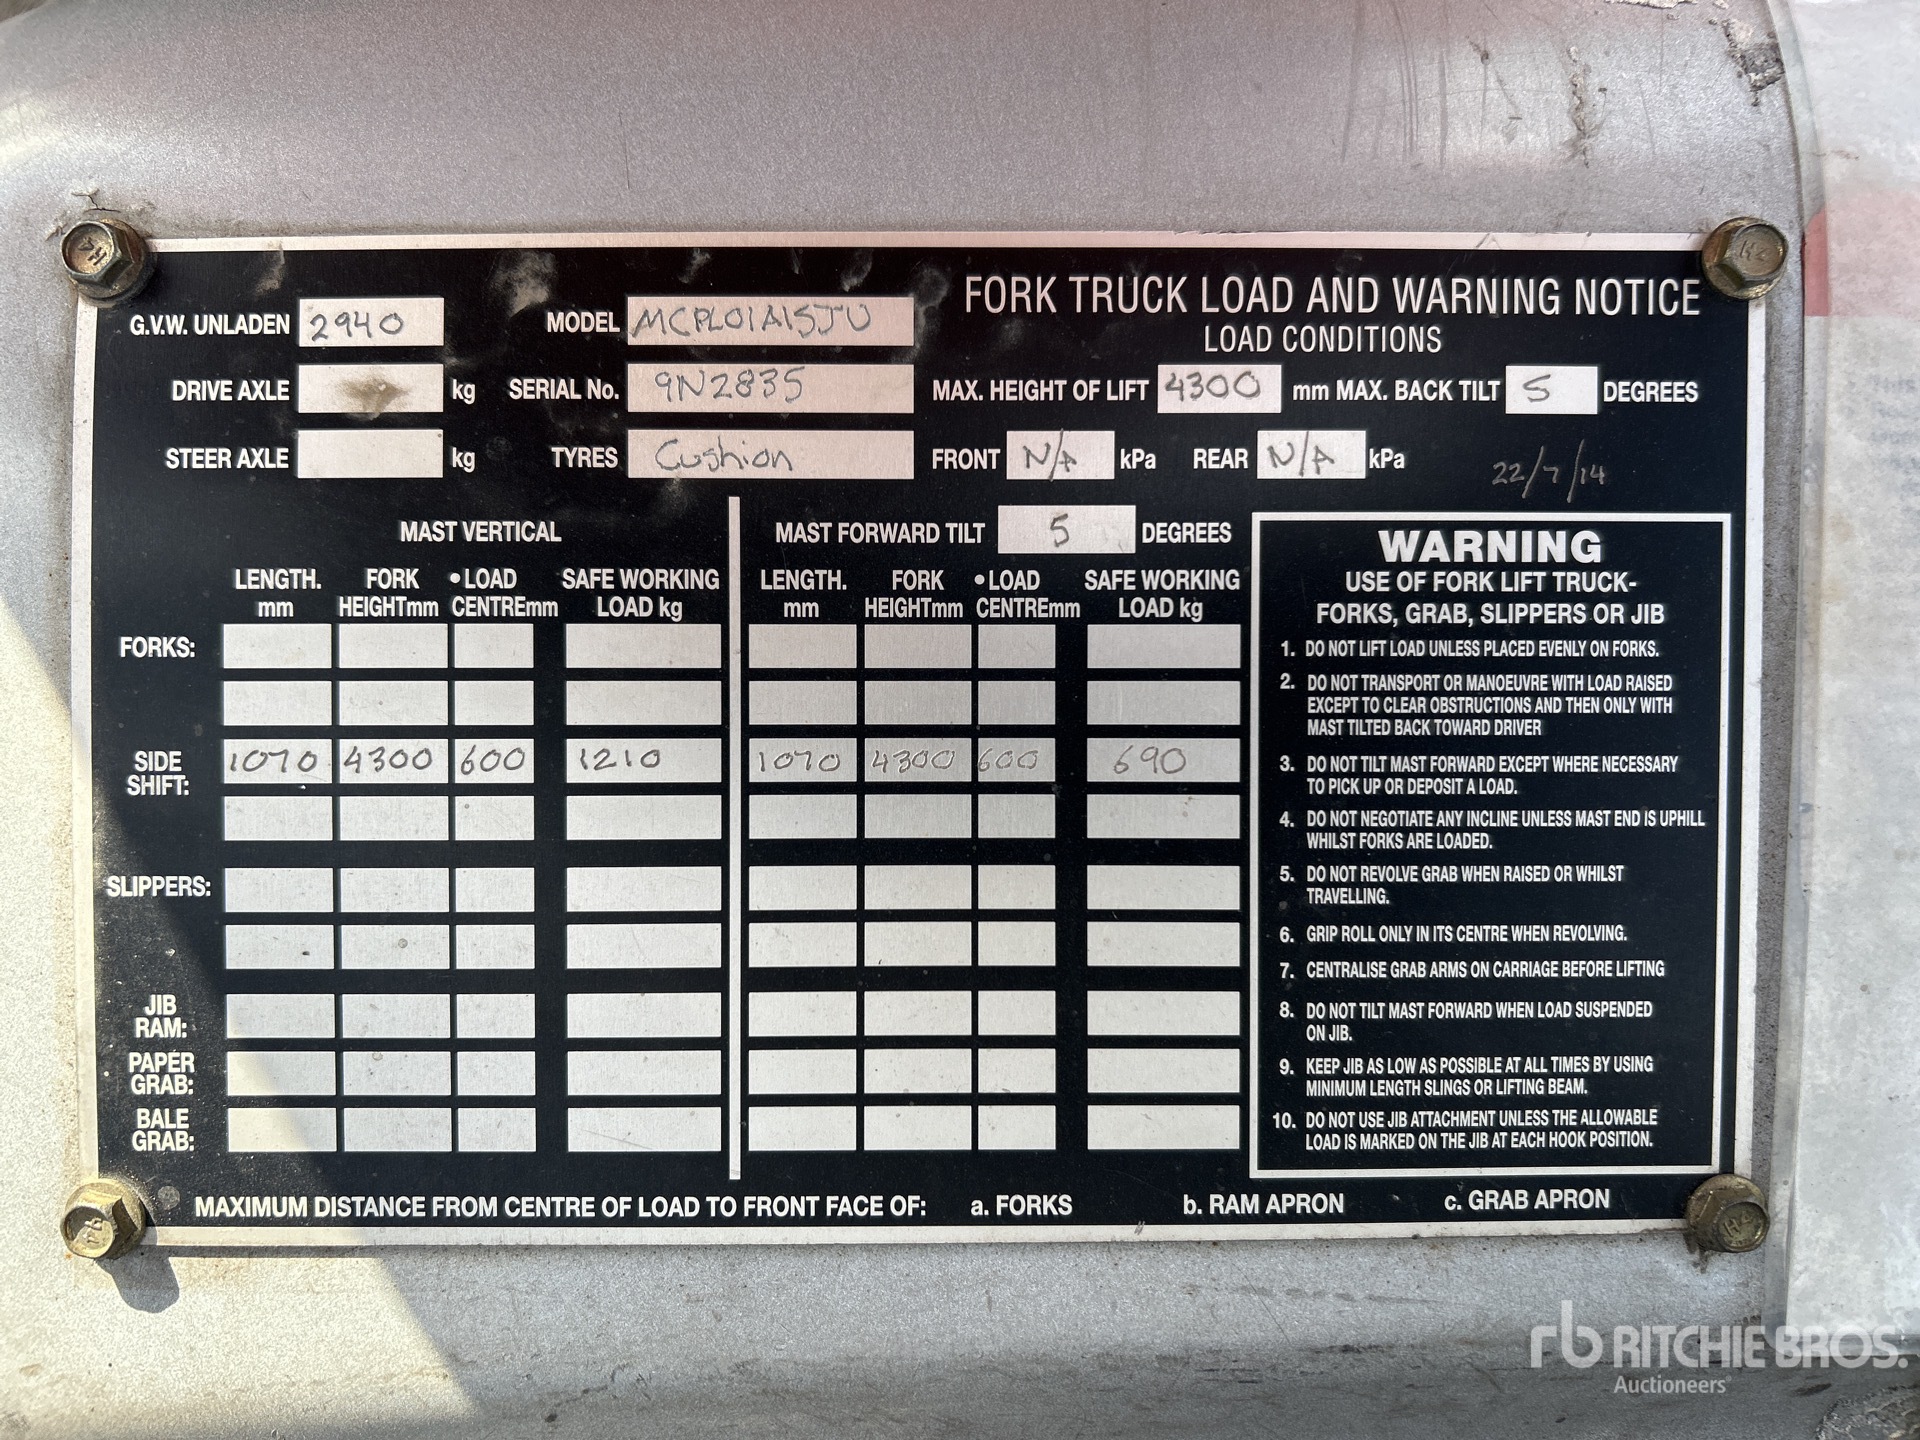 FORK TRUCK LOAD AND WARNING NOTICE
LOAD CONDITIONS
G.V.W. UNLADEN 2940 MODEL MCPL01A15JU
DRIVE AXLE kg SERIAL No. 9N2835 MAX. HEIGHT OF LIFT 4300 mm MAX. BACK TILT 5 DEGREES
STEER AXLE kg TYRES Cushion FRONT N/A kPa REAR N/A kPa
22/7/14
MAST VERTICAL MAST FORWARD TILT 5 DEGREES
LENGTH. FORK •LOAD SAFE WORKING LENGTH. FORK •LOAD SAFE WORKING
mm HEIGHTmm CENTREmm LOAD kg mm HEIGHTmm CENTREmm LOAD kg
FORKS:
SIDE
SHIFT:
1070 4300 600 1210 1070 4300 600 690
SLIPPERS:
JIB
RAM:
PAPER
GRAB:
BALE
GRAB:
WARNING
USE OF FORK LIFT TRUCK-
FORKS, GRAB, SLIPPERS OR JIB
1. DO NOT LIFT LOAD UNLESS PLACED EVENLY ON FORKS.
2. DO NOT TRANSPORT OR MANOEUVRE WITH LOAD RAISED
EXCEPT TO CLEAR OBSTRUCTIONS AND THEN ONLY WITH
MAST TILTED BACK TOWARD DRIVER
3. DO NOT TILT MAST FORWARD EXCEPT WHERE NECESSARY
TO PICK UP OR DEPOSIT A LOAD.
4. DO NOT NEGOTIATE ANY INCLINE UNLESS MAST END IS UPHILL
WHILST FORKS ARE LOADED.
5. DO NOT REVOLVE GRAB WHEN RAISED OR WHILST
TRAVELLING.
6. GRIP ROLL ONLY IN ITS CENTRE WHEN REVOLVING.
7. CENTRALISE GRAB ARMS ON CARRIAGE BEFORE LIFTING
8. DO NOT TILT MAST FORWARD WHEN LOAD SUSPENDED
ON JIB.
9. KEEP JIB AS LOW AS POSSIBLE AT ALL TIMES BY USING
MINIMUM LENGTH SLINGS OR LIFTING BEAM.
10. DO NOT USE JIB ATTACHMENT UNLESS THE ALLOWABLE
LOAD IS MARKED ON THE JIB AT EACH HOOK POSITION.
MAXIMUM DISTANCE FROM CENTRE OF LOAD TO FRONT FACE OF: a. FORKS b. RAM APRON c. GRAB APRON
rb RITCHIE BROS.
Auctioneers